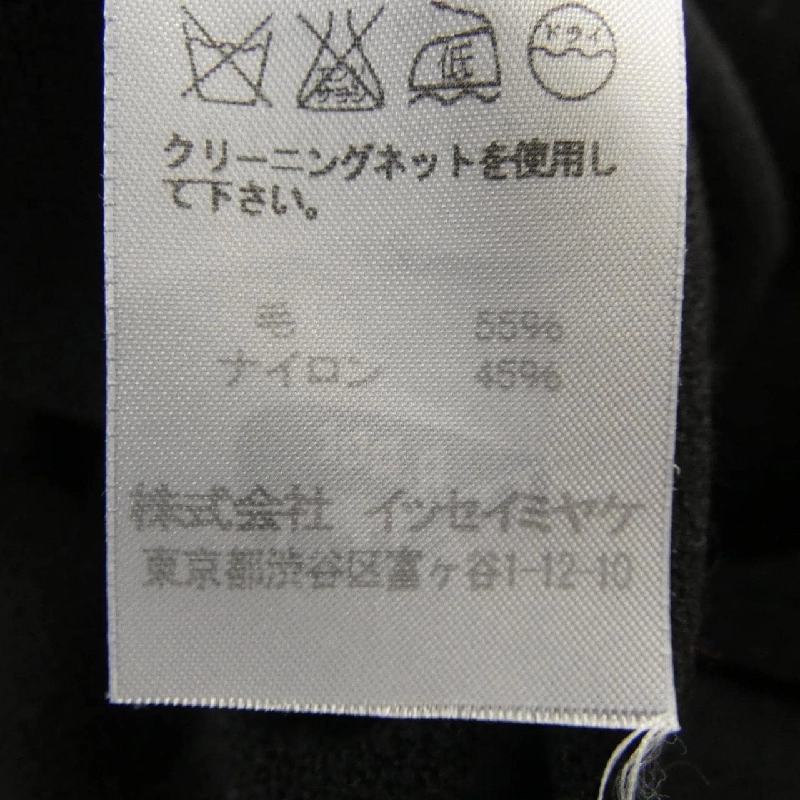 低 ドライ
クリーニングネットを使用し
て下さい。
毛 55%
ナイロン 45%
株式会社 イッセイミヤケ
東京都渋谷区富ヶ谷1-12-10